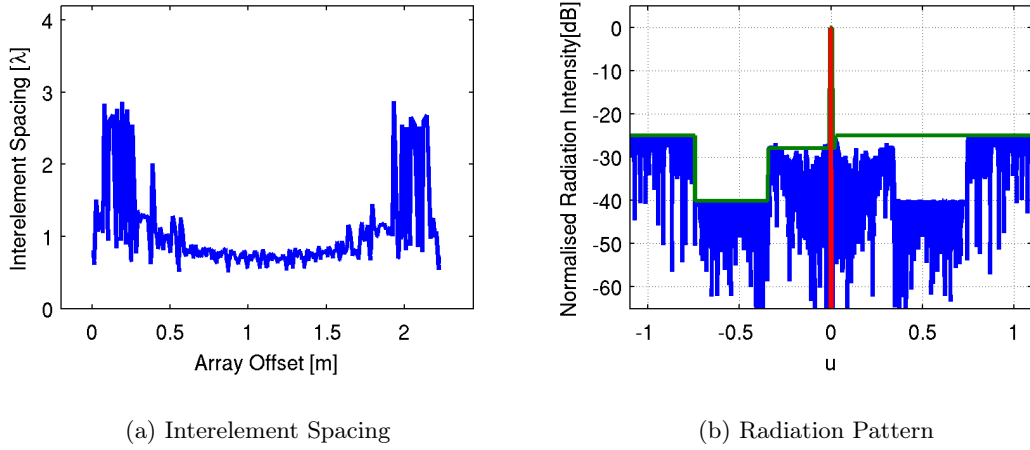 Interelement Spacing [λ]
4
3
2
1
0
0 0.5 1 1.5 2
Array Offset [m]
(a) Interelement Spacing
Normalised Radiation Intensity[dB]
0
-10
-20
-30
-40
-50
-60
-1 -0.5 0 0.5 1
u
(b) Radiation Pattern